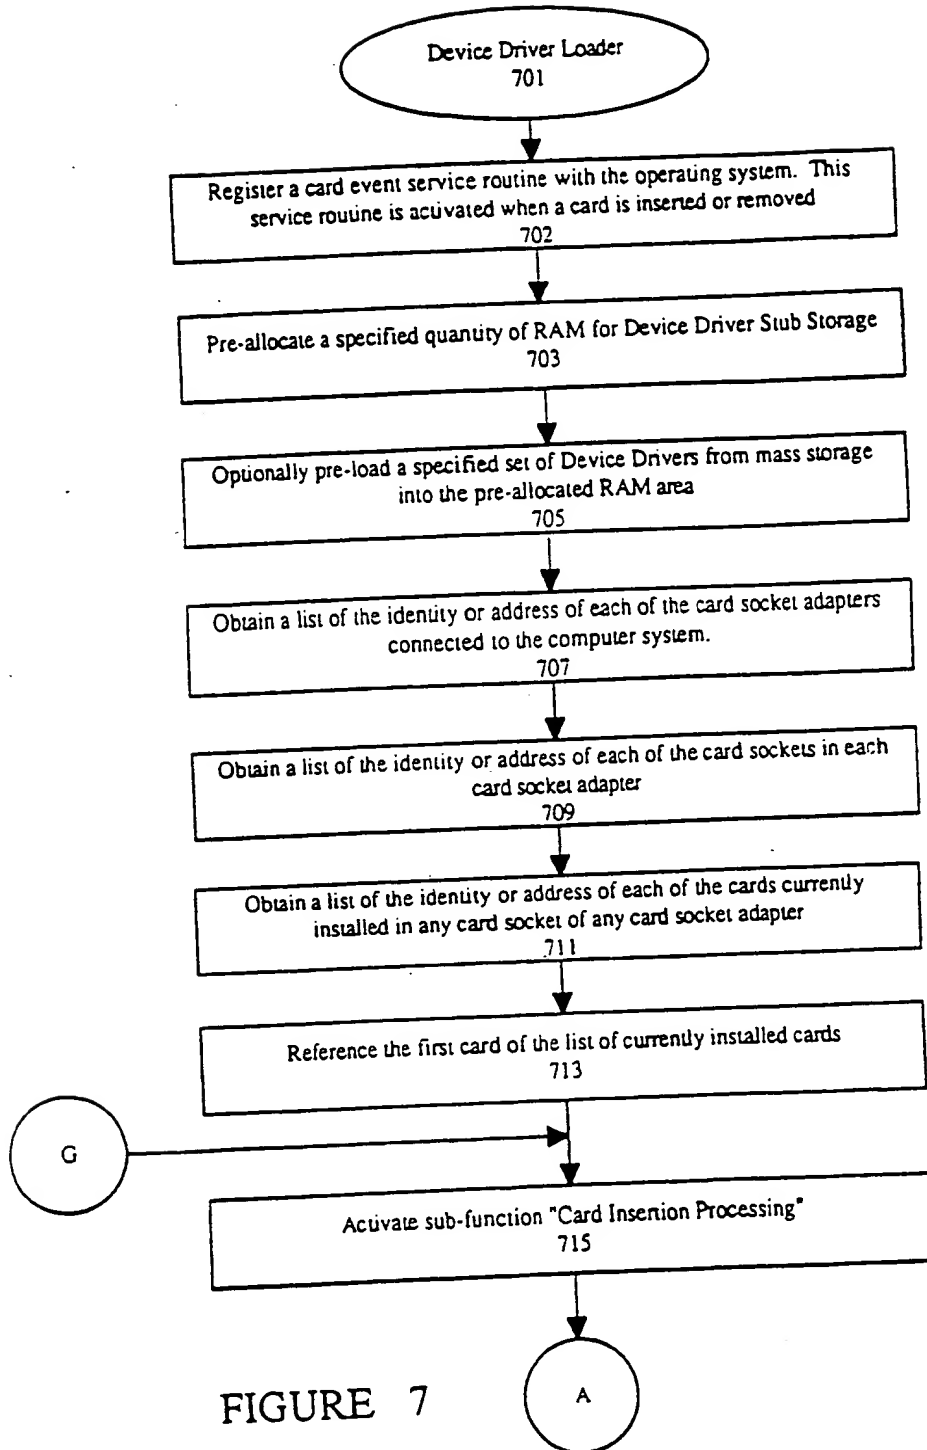 Device Driver Loader
701
Register a card event service routine with the operating system. This
service routine is activated when a card is inserted or removed
702
Pre-allocate a specified quantity of RAM for Device Driver Stub Storage
703
Optionally pre-load a specified set of Device Drivers from mass storage
into the pre-allocated RAM area
705
Obtain a list of the identity or address of each of the card socket adapters
connected to the computer system.
707
Obtain a list of the identity or address of each of the card sockets in each
card socket adapter
709
Obtain a list of the identity or address of each of the cards currently
installed in any card socket of any card socket adapter
711
Reference the first card of the list of currently installed cards
713
G
Activate sub-function "Card Insertion Processing"
715
A
FIGURE 7